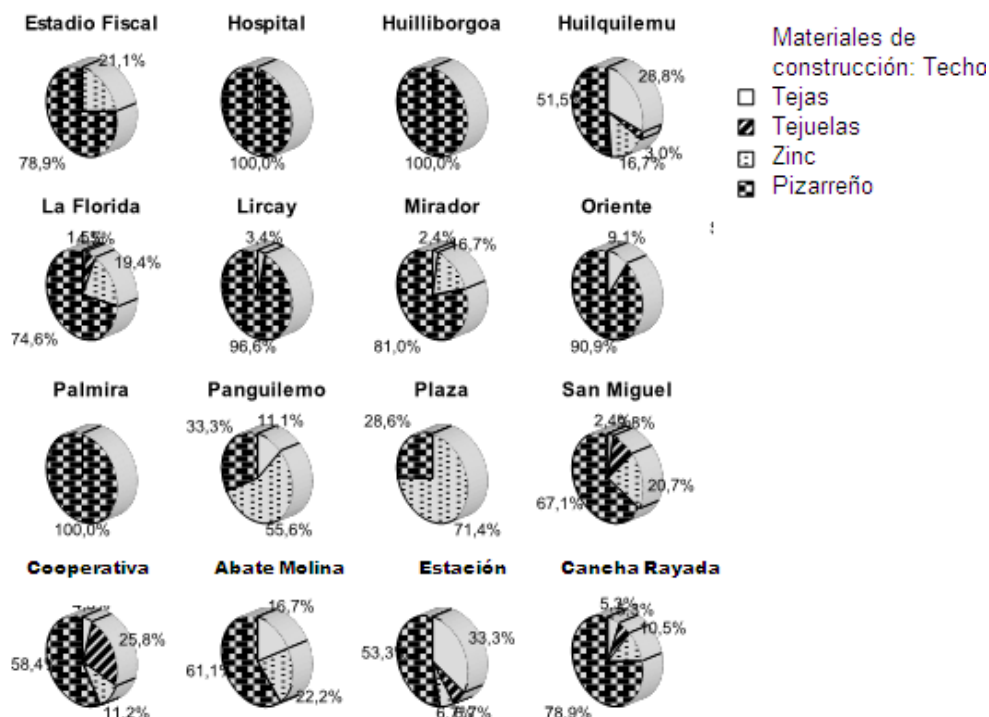 Estadio Fiscal
21,1%
78,9%
Hospital
100,0%
Huilliborgoa
100,0%
Huilquilemu
28,8%
51,5%
3,0%
16,7%
Materiales de
construcción: Techo
Tejas
Tejuelas
Zinc
Pizarreño
La Florida
19,4%
74,6%
Lircay
3,4%
96,6%
Mirador
2,4%
16,7%
81,0%
Oriente
9,1%
90,9%
Palmira
100,0%
Panguilemo
33,3%
11,1%
55,6%
Plaza
28,6%
71,4%
San Miguel
2,4%
20,7%
67,1%
Cooperativa
25,8%
58,4%
11,2%
Abate Molina
16,7%
61,1%
22,2%
Estación
33,3%
53,3%
Cancha Rayada
5,3%
10,5%
78,9%